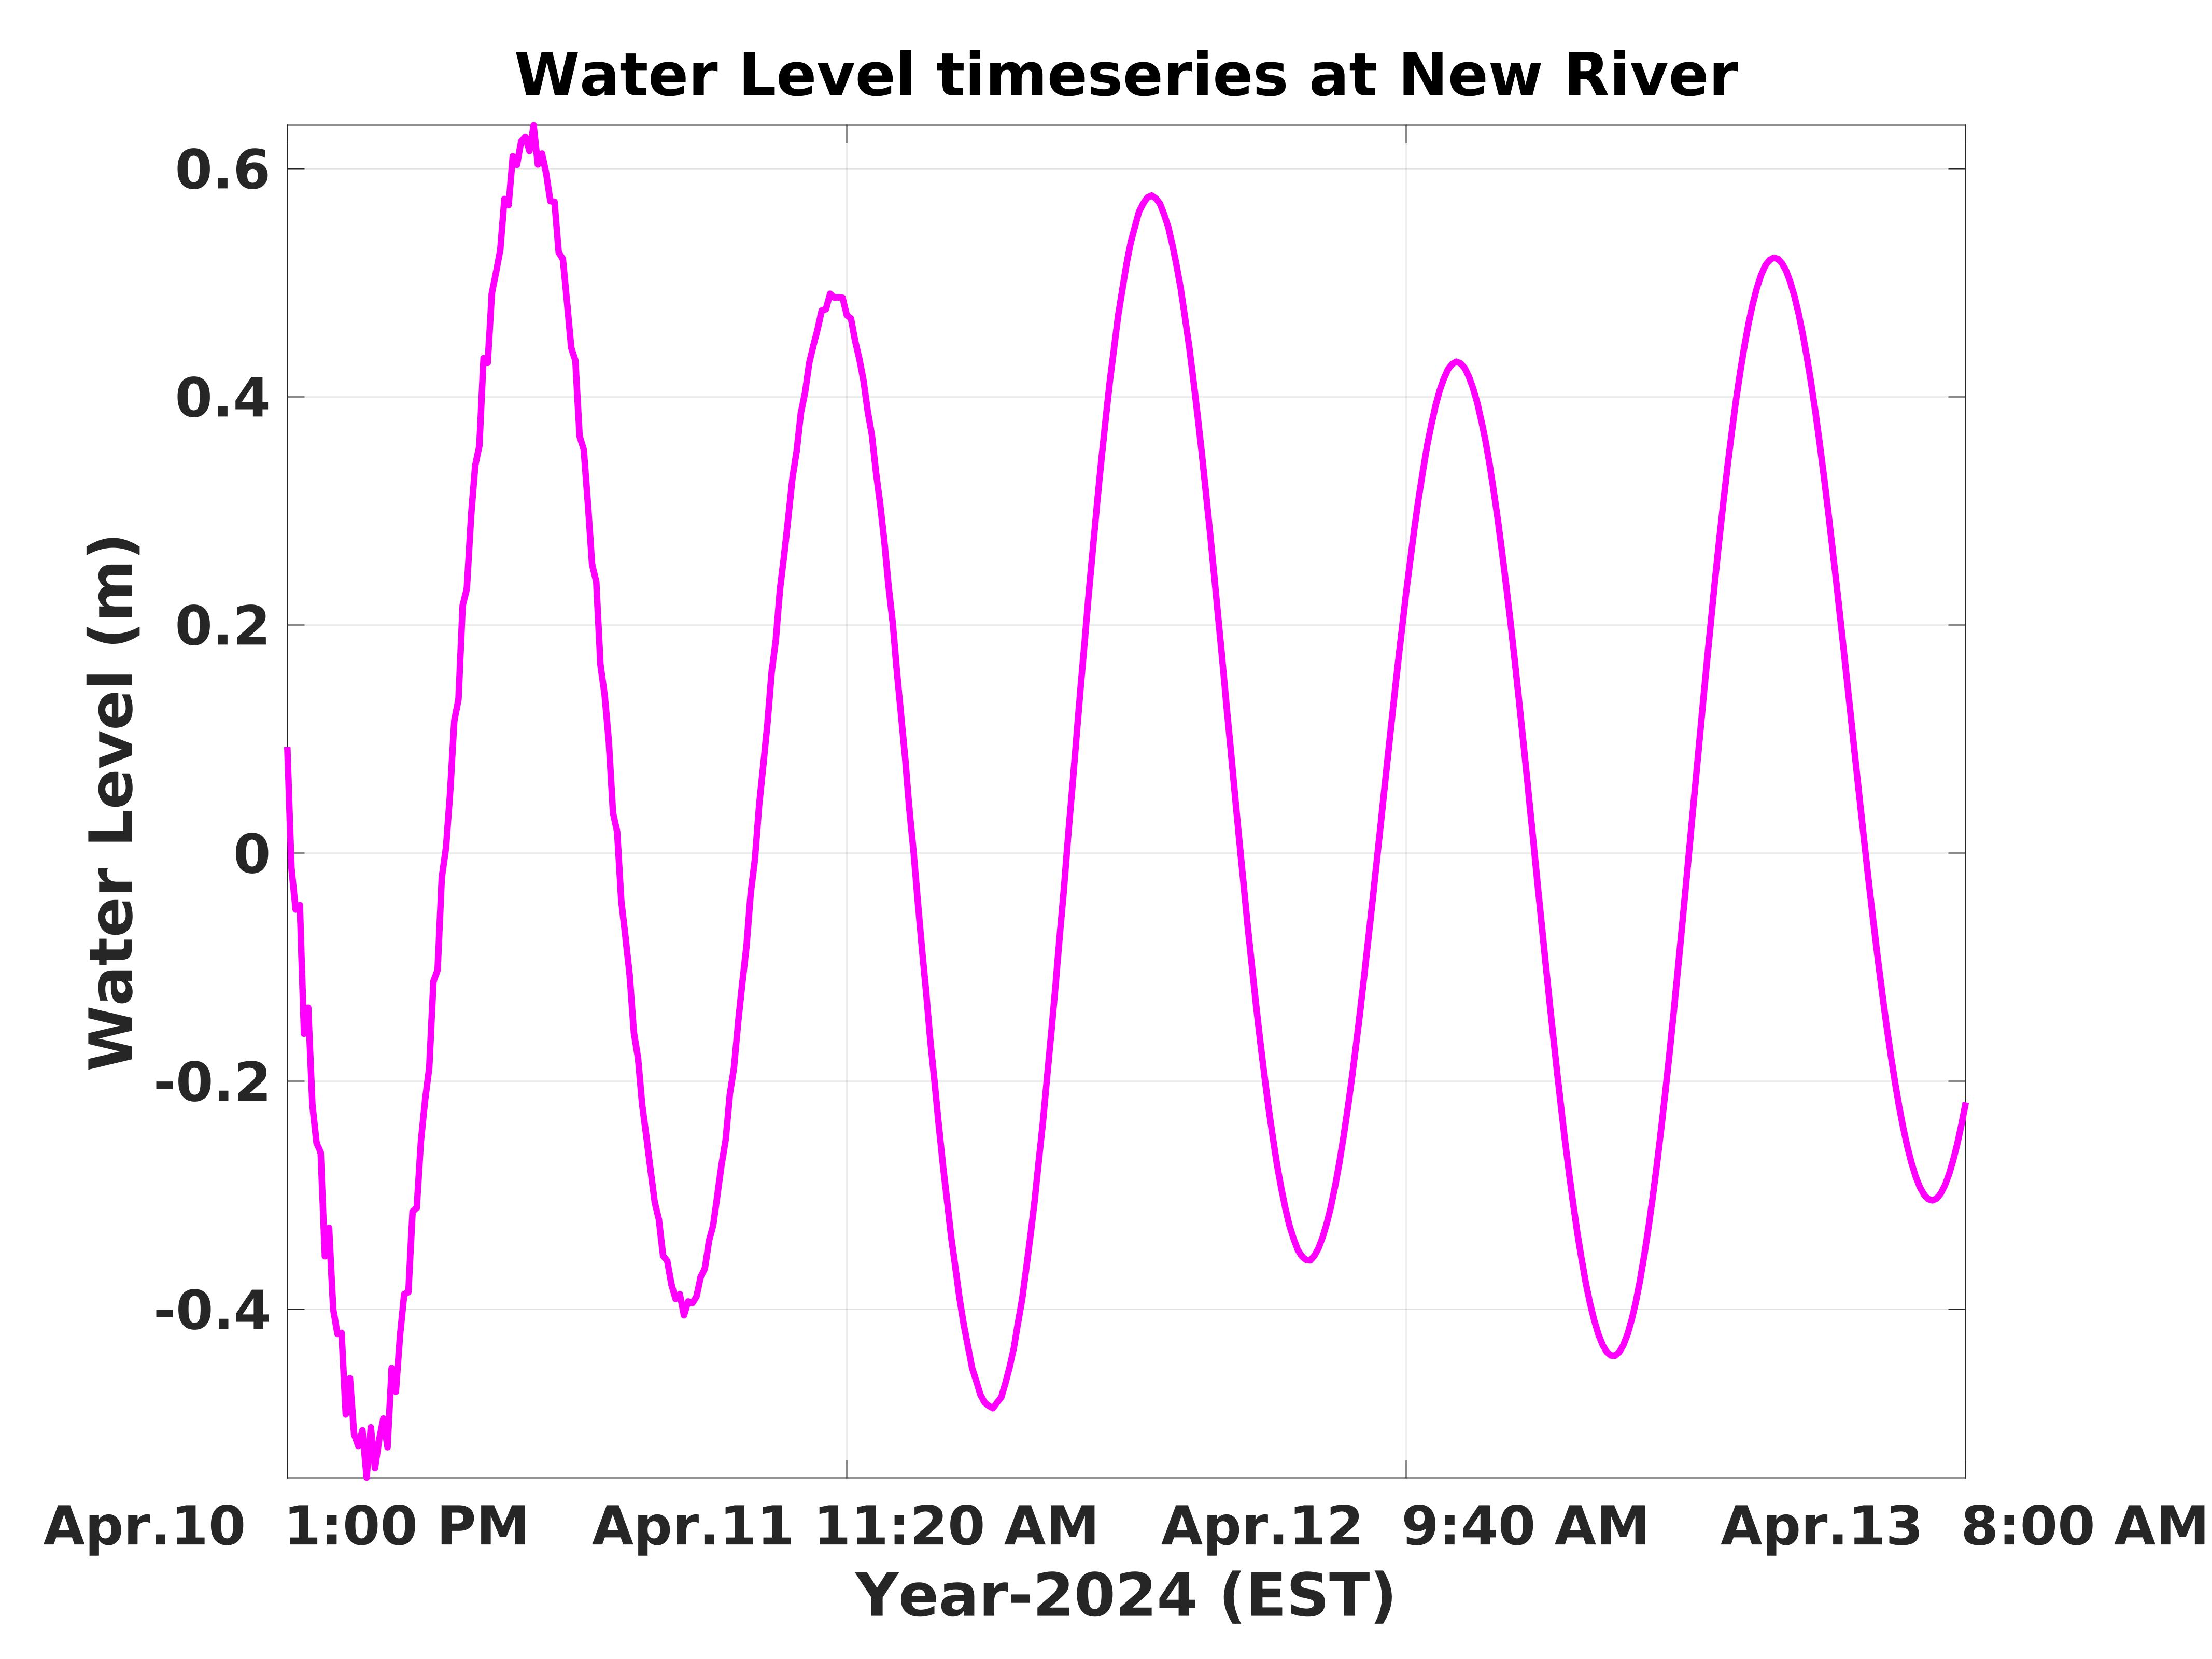 Water Level timeseries at New River
Water Level (m)
0.6
0.4
0.2
0
-0.2
-0.4
Apr.10  1:00 PM Apr.11 11:20 AM Apr.12  9:40 AM Apr.13  8:00 AM
Year-2024 (EST)